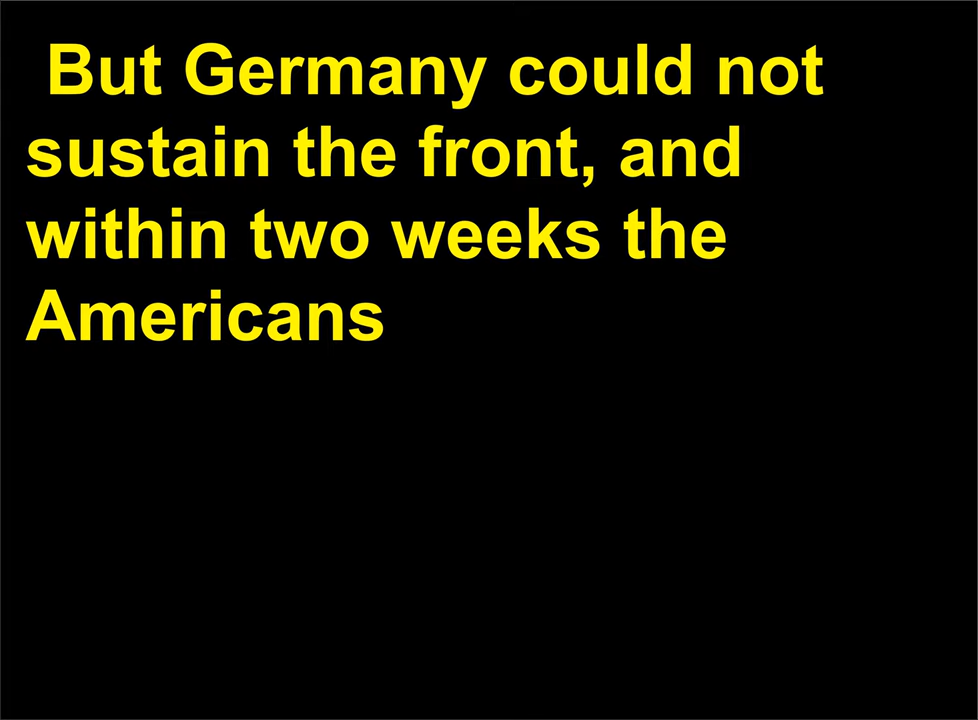 But Germany could not
sustain the front, and
within two weeks the
Americans